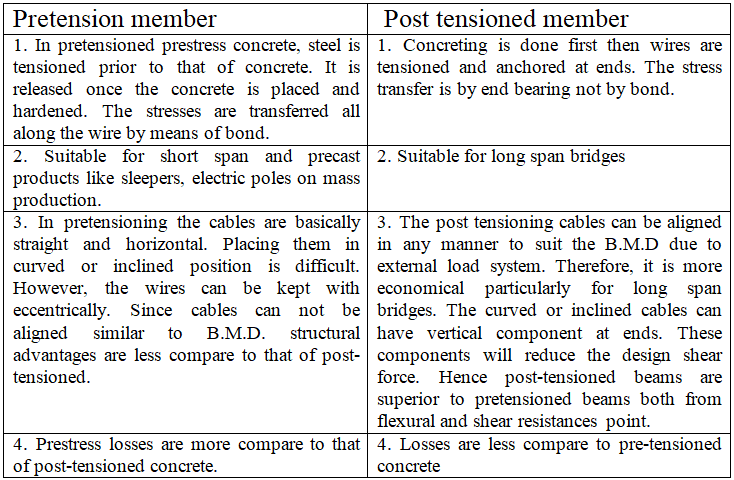 Pretension member
Post tensioned member
1. In pretensioned prestress concrete, steel is
tensioned prior to that of concrete. It is
released once the concrete is placed and
hardened. The stresses are transferred all
along the wire by means of bond.
1. Concreting is done first then wires are
tensioned and anchored at ends. The stress
transfer is by end bearing not by bond.
2. Suitable for short span and precast
products like sleepers, electric poles on mass
production.
2. Suitable for long span bridges
3. In pretensioning the cables are basically
straight and horizontal. Placing them in
curved or inclined position is difficult.
However, the wires can be kept with
eccentrically. Since cables can not be
aligned similar to B.M.D. structural
advantages are less compare to that of post-
tensioned.
3. The post tensioning cables can be aligned
in any manner to suit the B.M.D due to
external load system. Therefore, it is more
economical particularly for long span
bridges. The curved or inclined cables can
have vertical component at ends. These
components will reduce the design shear
force. Hence post-tensioned beams are
superior to pretensioned beams both from
flexural and shear resistances point.
4. Prestress losses are more compare to that
of post-tensioned concrete.
4. Losses are less compare to pre-tensioned
concrete